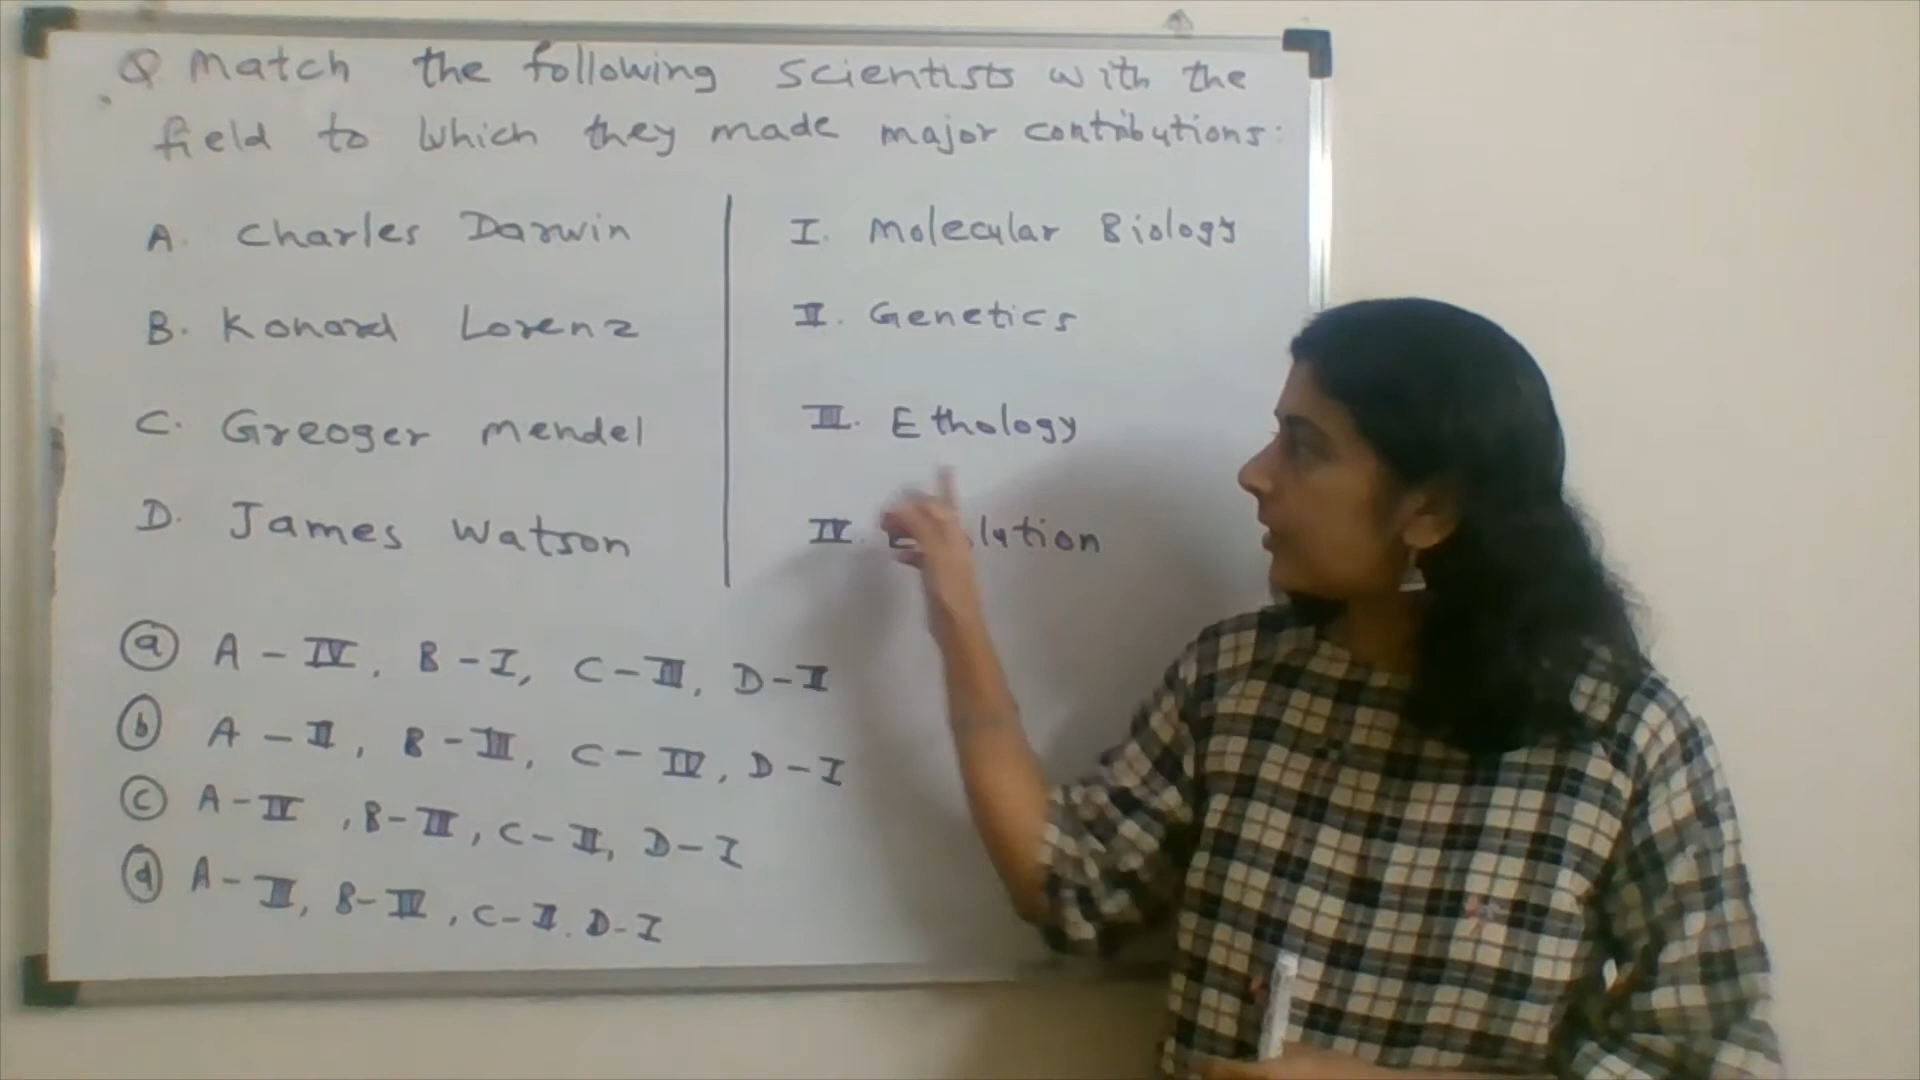 Q Match the following scientists with the
field to which they made major contributions:
A. Charles Darwin
B. Konard Lorenz
C. Greoger Mendel
D. James Watson
I. Molecular Biology
II. Genetics
III. Ethology
IV.
(a) A - IV, B - I, C - III, D - II
(b) A - II, B - III, C - IV, D - I
(c) A - IV, B - III, C - II, D - I
(d) A - III, B - IV, C - II. D - I